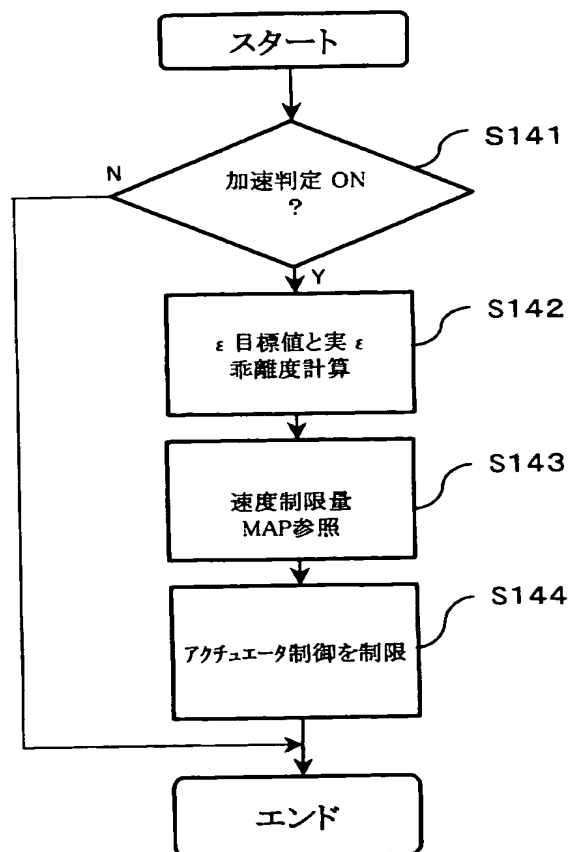 スタート
S141
加速判定 ON
?
N
Y
S142
ε 目標値と実 ε
乖離度計算
S143
速度制限量
MAP参照
S144
アクチュエータ制御を制限
エンド